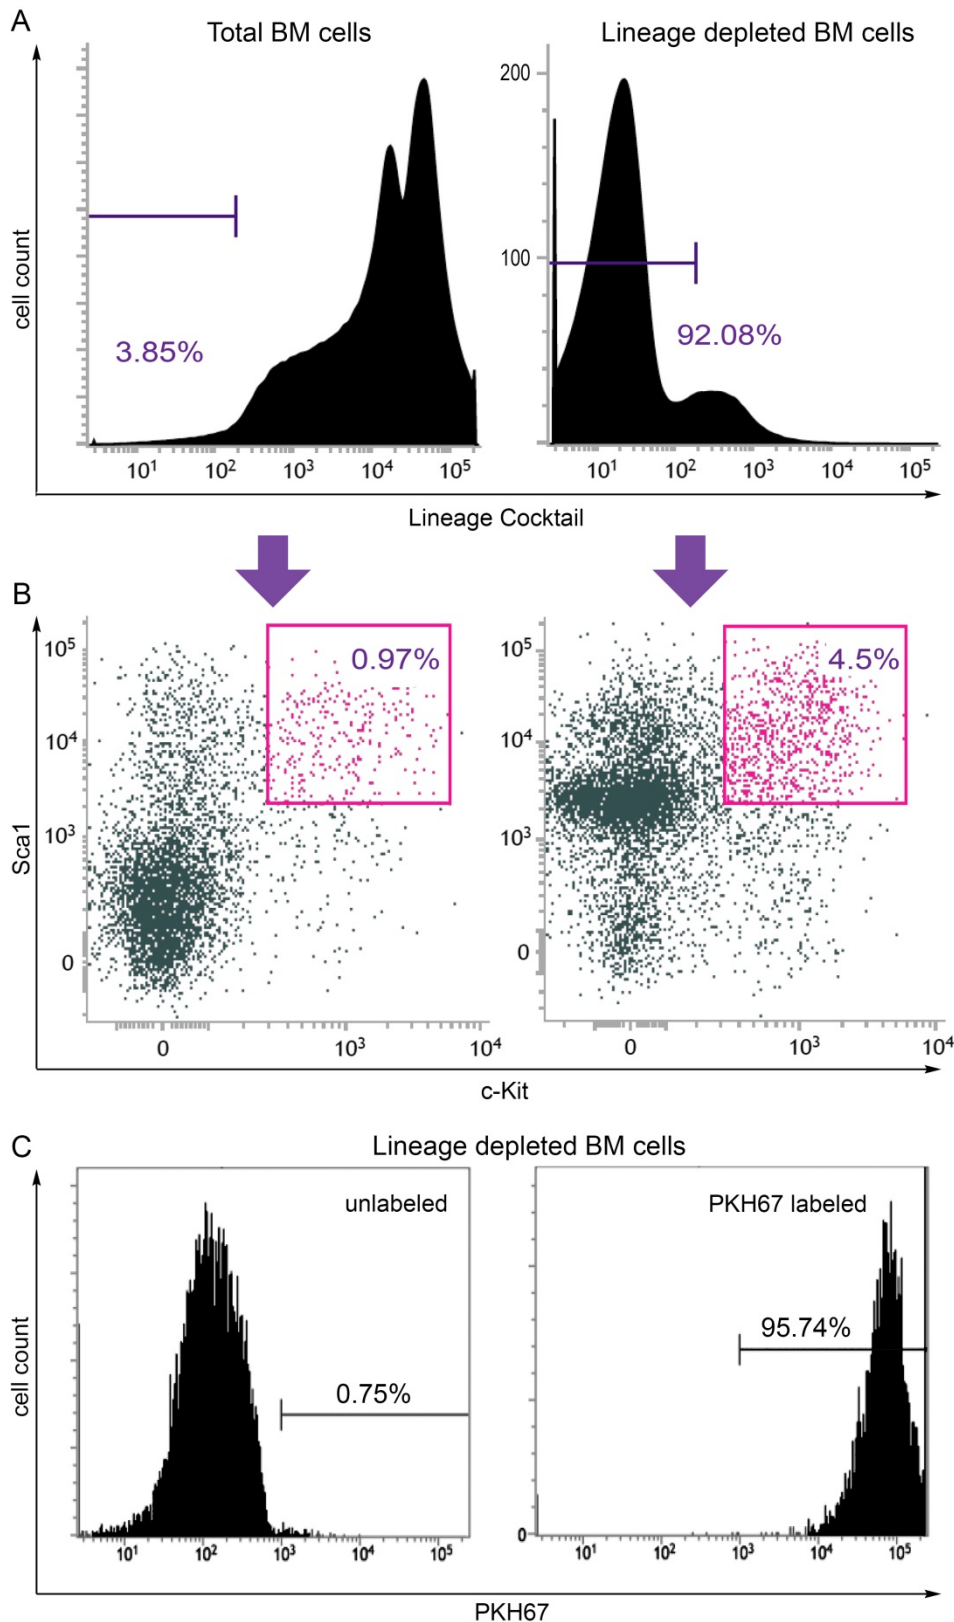 A
Total BM cells
Lineage depleted BM cells
cell count
3.85%
10¹ 10² 10³ 10⁴ 10⁵
200
100
0
92.08%
10¹ 10² 10³ 10⁴ 10⁵
Lineage Cocktail
B
Sca1
10⁵
10⁴
10³
0
0.97%
0 10³ 10⁴
10⁵
10⁴
10³
0
4.5%
0 10³ 10⁴
c-Kit
C
Lineage depleted BM cells
cell count
unlabeled
0.75%
10¹ 10² 10³ 10⁴ 10⁵
PKH67 labeled
95.74%
0
10¹ 10² 10³ 10⁴ 10⁵
PKH67